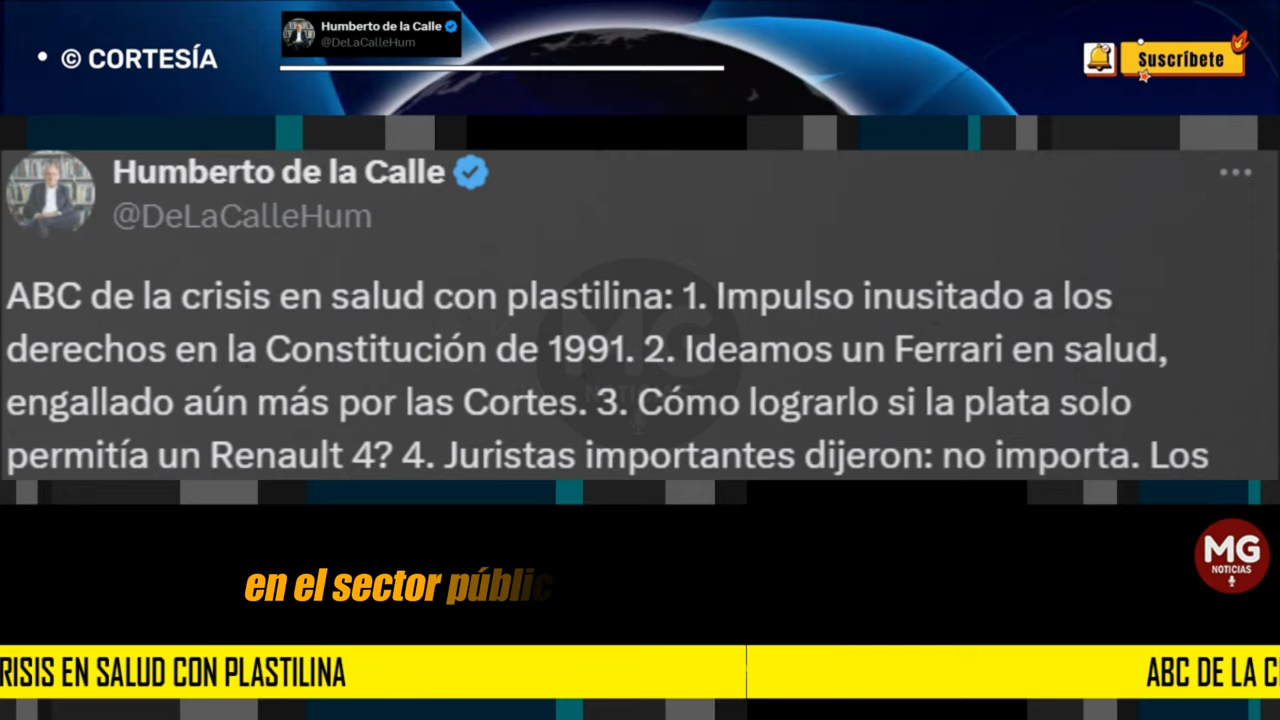 • © CORTESÍA
Humberto de la Calle
@DeLaCalleHum
Suscríbete
Humberto de la Calle
@DeLaCalleHum
ABC de la crisis en salud con plastilina: 1. Impulso inusitado a los
derechos en la Constitución de 1991. 2. Ideamos un Ferrari en salud,
engallado aún más por las Cortes. 3. Cómo lograrlo si la plata solo
permitía un Renault 4? 4. Juristas importantes dijeron: no importa. Los
MG
NOTICIAS
en el sector públic
MG
NOTICIAS
RISIS EN SALUD CON PLASTILINA
ABC DE LA C